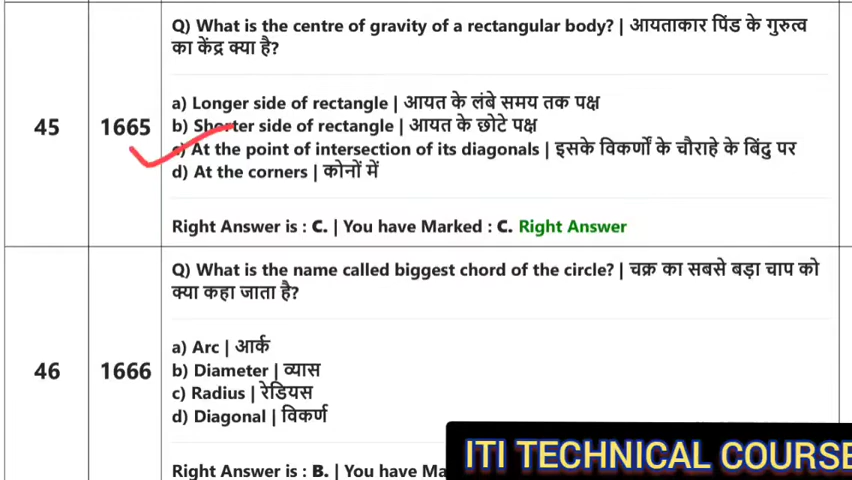 Q) What is the centre of gravity of a rectangular body? | आयताकार पिंड के गुरुत्व
का केंद्र क्या है?
a) Longer side of rectangle | आयत के लंबे समय तक पक्ष
b) Shorter side of rectangle | आयत के छोटे पक्ष
45 1665
c) At the point of intersection of its diagonals | इसके विकर्णों के चौराहे के बिंदु पर
d) At the corners | कोनों में
Right Answer is : C. | You have Marked : C. Right Answer
Q) What is the name called biggest chord of the circle? | चक्र का सबसे बड़ा चाप को
क्या कहा जाता है?
a) Arc | आर्क
46 1666
b) Diameter | व्यास
c) Radius | रेडियस
d) Diagonal | विकर्ण
Right Answer is : B. | You have
ITI TECHNICAL COURSE